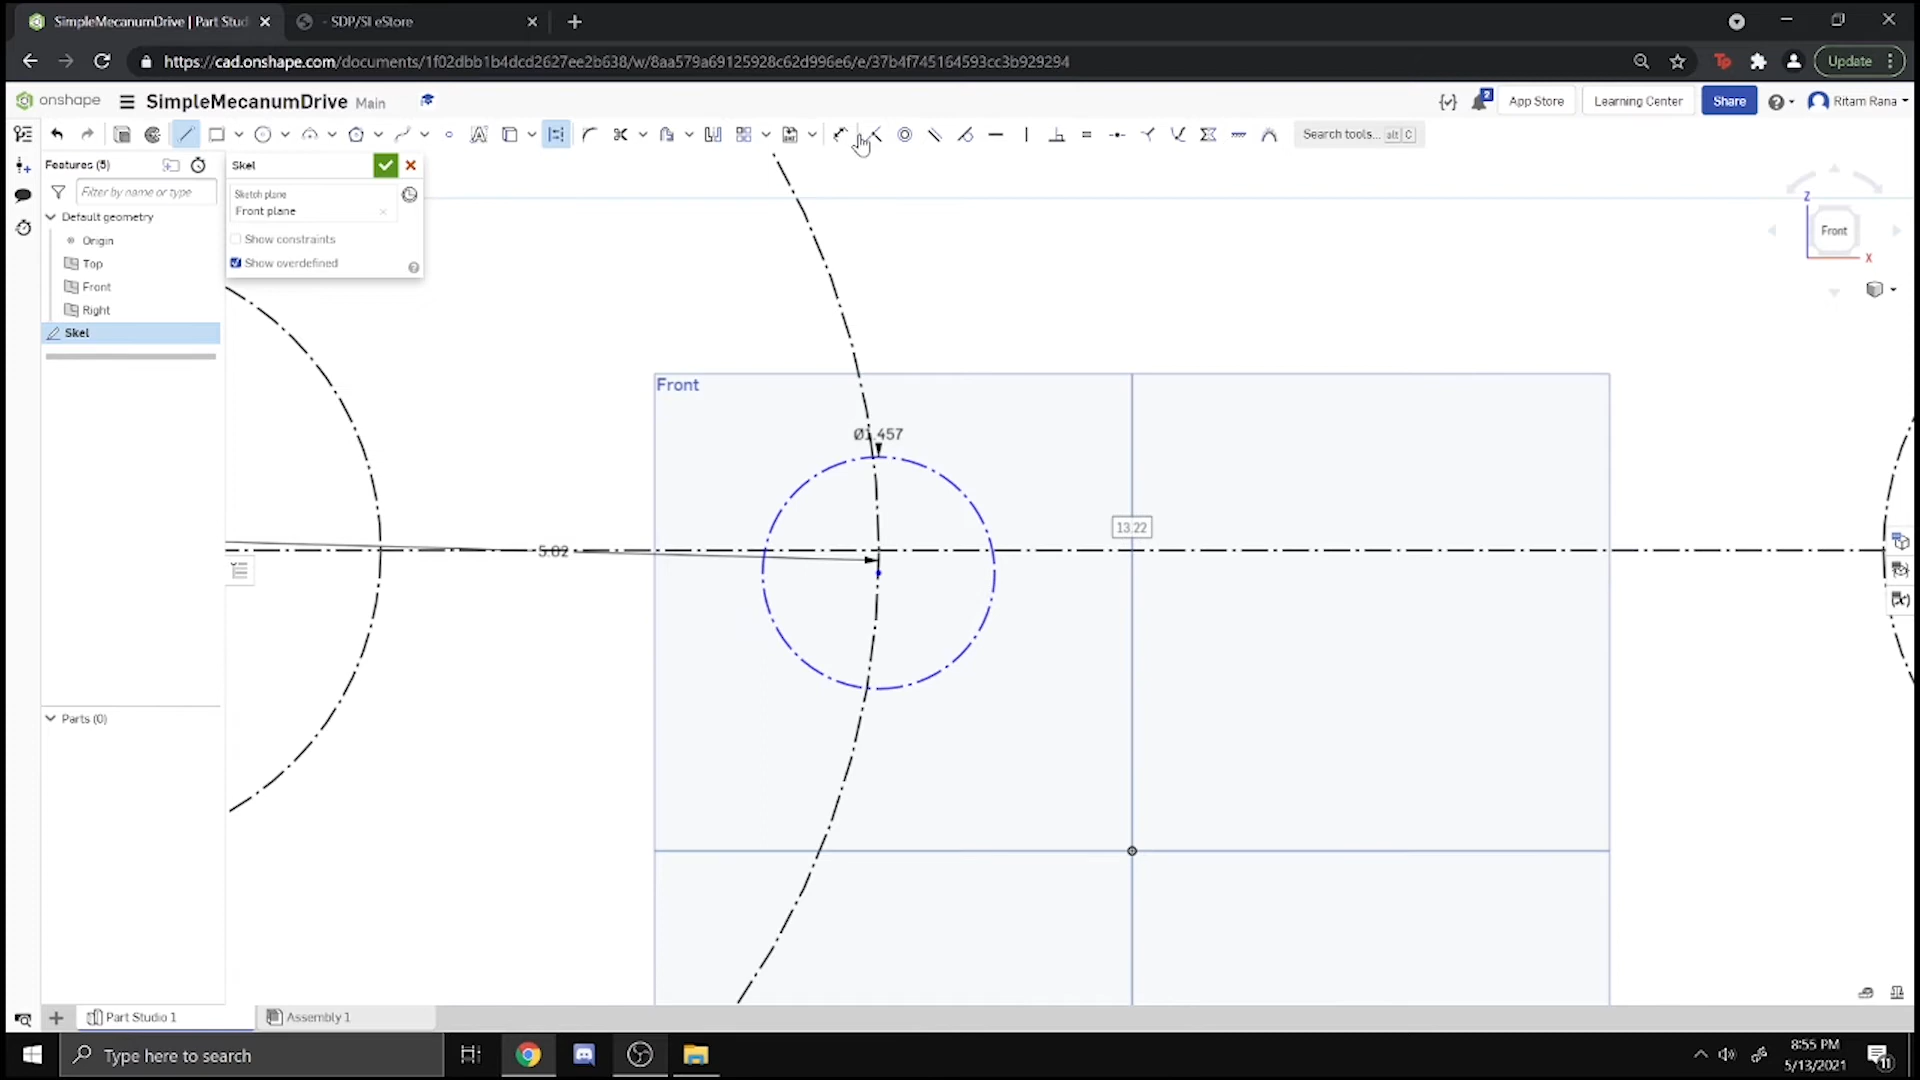 SimpleMecanumDrive | Part Stud
- SDP/SI eStore
https://cad.onshape.com/documents/1f02dbb1b4dcd2627ee2b638/w/8aa579a69125928c62d996e6/e/37b4f745164593cc3b929294
Update
onshape
SimpleMecanumDrive Main
2
App Store
Learning Center
Share
Ritam Rana
Search tools... alt C
Features (5)
Filter by name or type
Default geometry
Origin
Top
Front
Right
Skel
Parts (0)
Skel
Sketch plane
Front plane
Show constraints
Show overdefined
Front
Z
Front
X
Ø1.457
13.22
5.02
Part Studio 1
Assembly 1
Type here to search
8:55 PM
5/13/2021
11